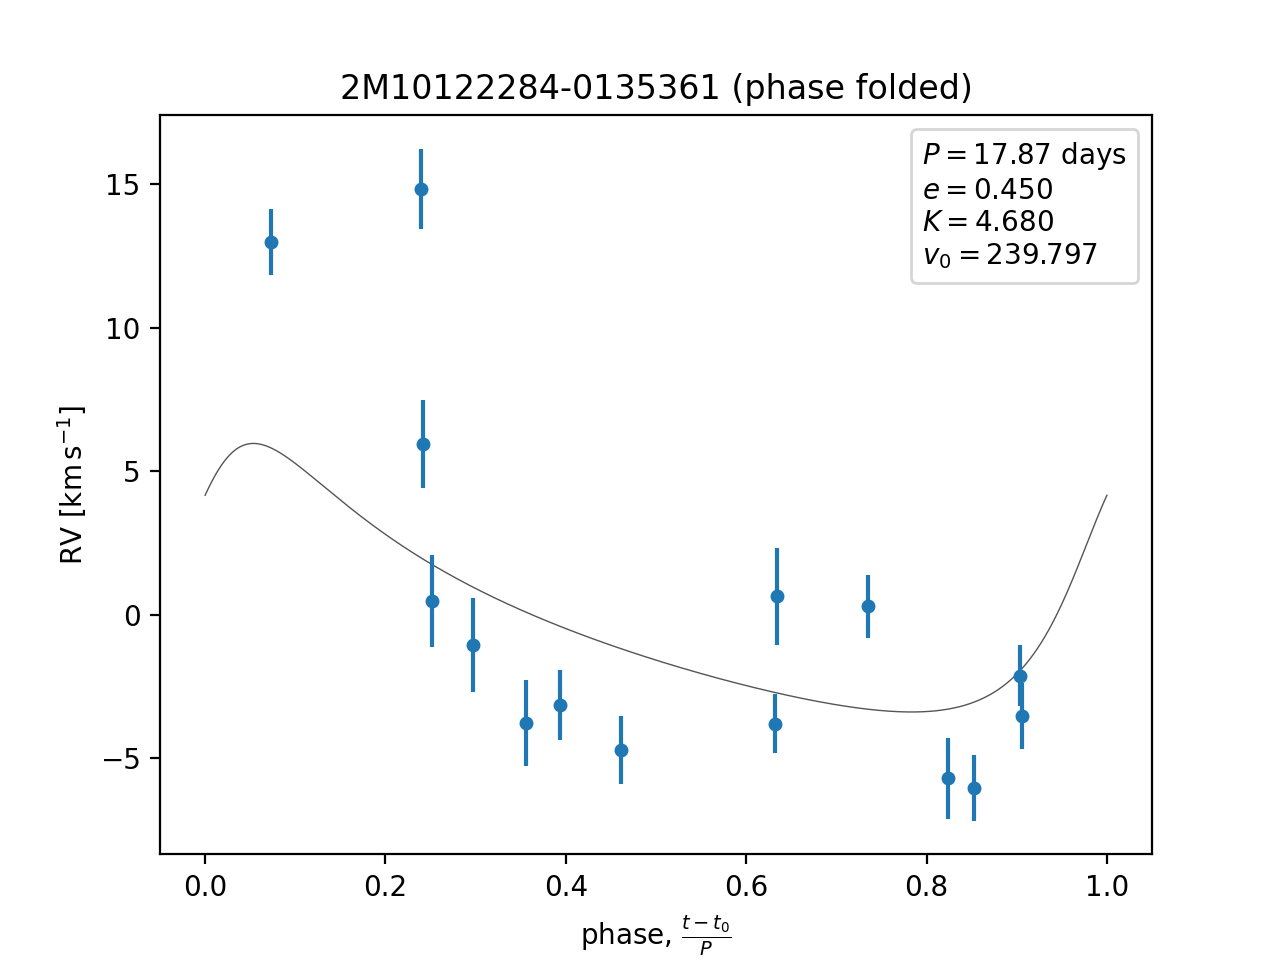 2M10122284-0135361 (phase folded)
P = 17.87 days
e = 0.450
K = 4.680
v₀ = 239.797
15
10
5
0
−5
RV [km s⁻¹]
0.0 0.2 0.4 0.6 0.8 1.0
phase, (t − t₀)/P